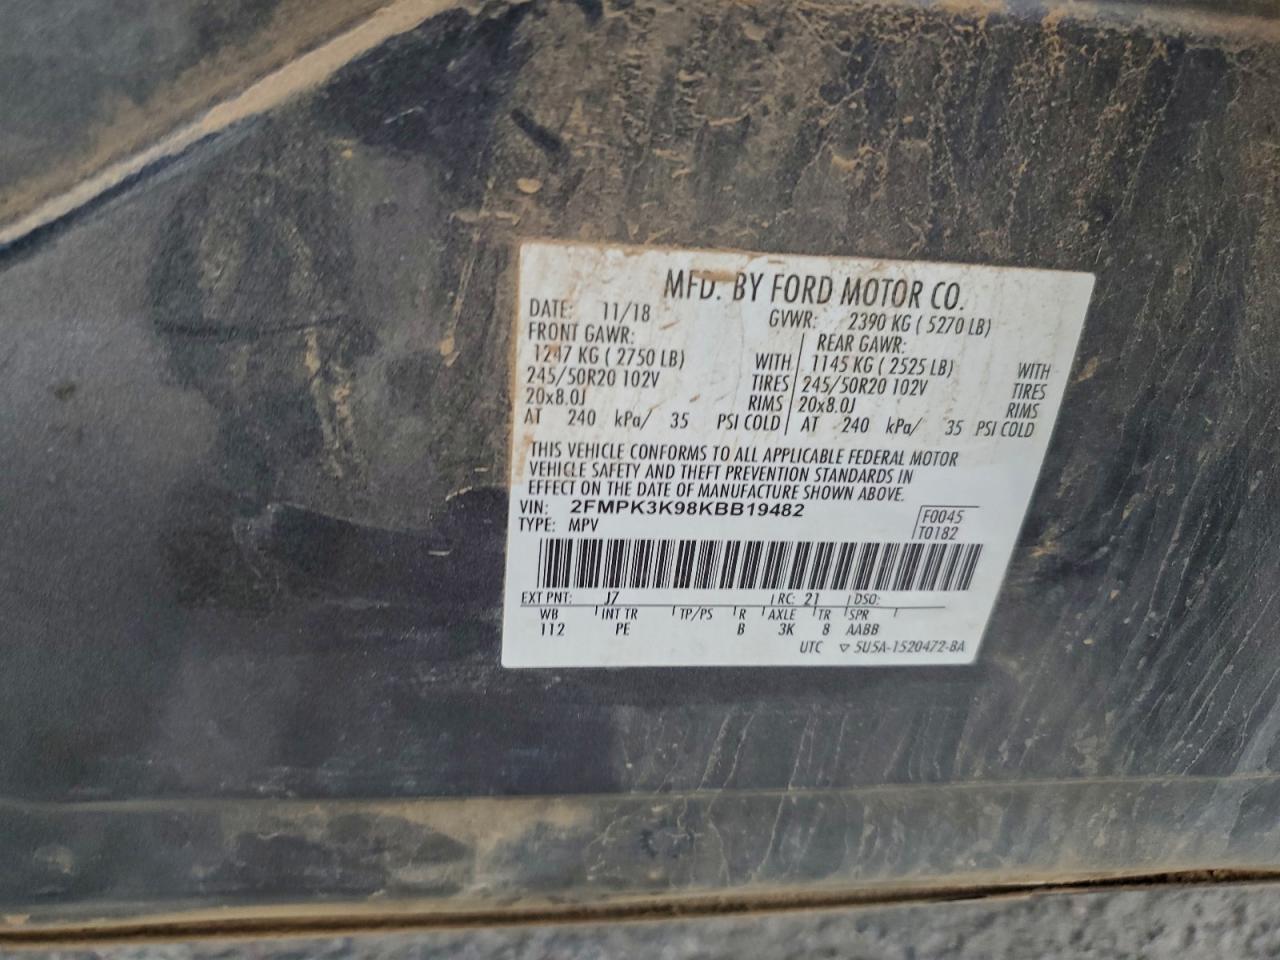 MFD. BY FORD MOTOR CO.
DATE: 11/18 GVWR: 2390 KG ( 5270 LB)
FRONT GAWR: REAR GAWR:
1247 KG ( 2750 LB) WITH 1145 KG ( 2525 LB) WITH
245/50R20 102V TIRES 245/50R20 102V TIRES
20x8.0J RIMS 20x8.0J RIMS
AT 240 kPa/ 35 PSI COLD AT 240 kPa/ 35 PSI COLD
THIS VEHICLE CONFORMS TO ALL APPLICABLE FEDERAL MOTOR
VEHICLE SAFETY AND THEFT PREVENTION STANDARDS IN
EFFECT ON THE DATE OF MANUFACTURE SHOWN ABOVE.
VIN: 2FMPK3K98KBB19482 F0045
TYPE: MPV T0182
EXT PNT: J7 RC: 21 DSO:
WB INT TR TP/PS R AXLE TR SPR
112 PE B 3K 8 AABB
UTC ▽ 5U5A-1520472-BA